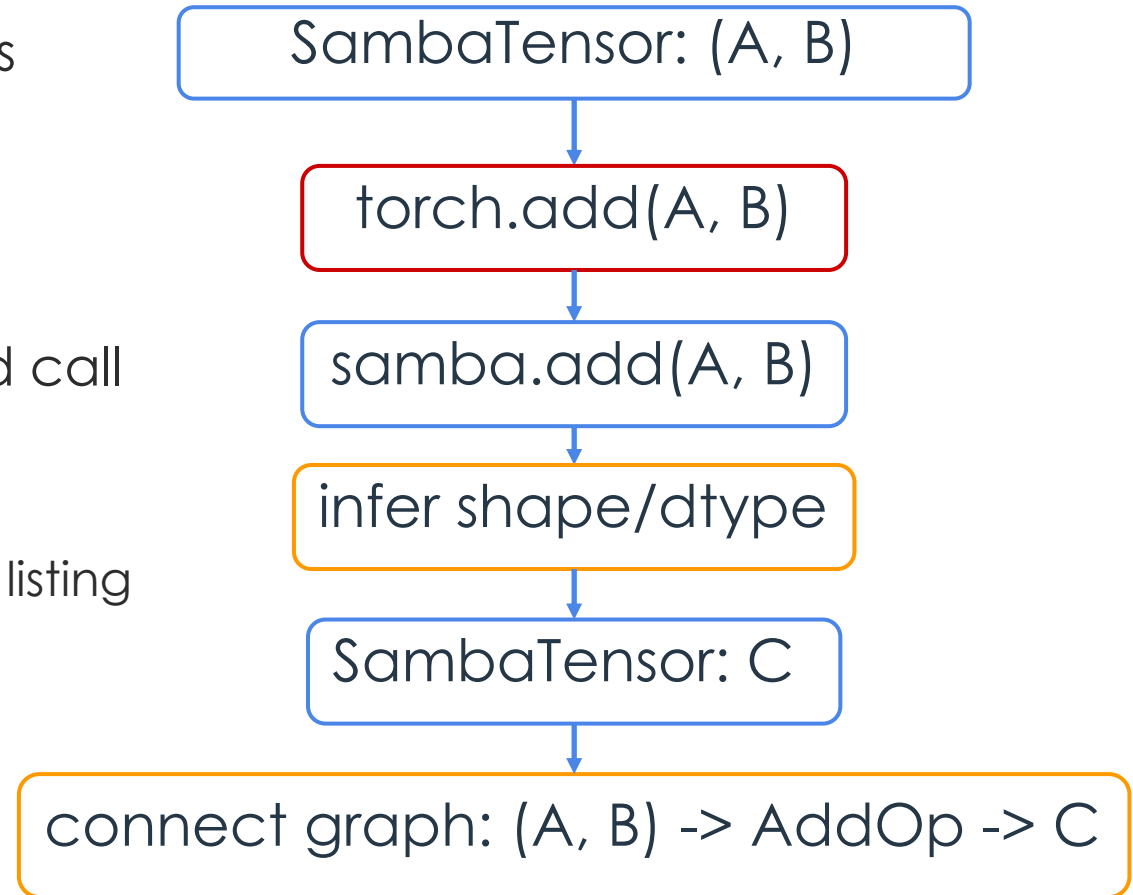 s
SambaTensor: (A, B)
torch.add(A, B)
d call
samba.add(A, B)
infer shape/dtype
listing
SambaTensor: C
connect graph: (A, B) -> AddOp -> C